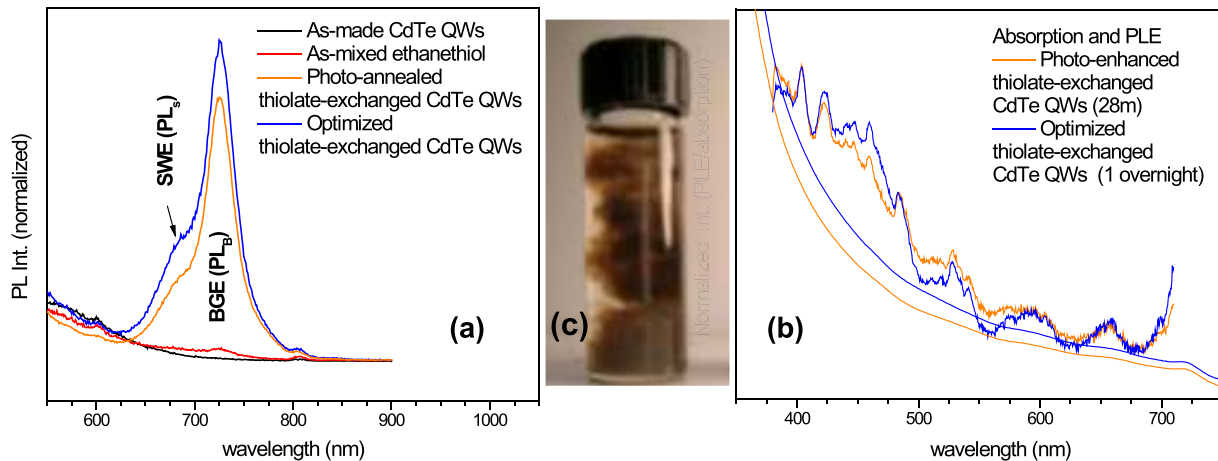 As-made CdTe QWs
As-mixed ethanethiol
Photo-annealed
thiolate-exchanged CdTe QWs
Optimized
thiolate-exchanged CdTe QWs
SWE (PLS)
BGE (PLB)
PL Int. (normalized)
(a)
600 700 800 900 1000
wavelength (nm)
(c)
Normalized Int. (PLE/absorption)
Absorption and PLE
Photo-enhanced
thiolate-exchanged
CdTe QWs (28m)
Optimized
thiolate-exchanged
CdTe QWs (1 overnight)
(b)
400 500 600 700
wavelength (nm)